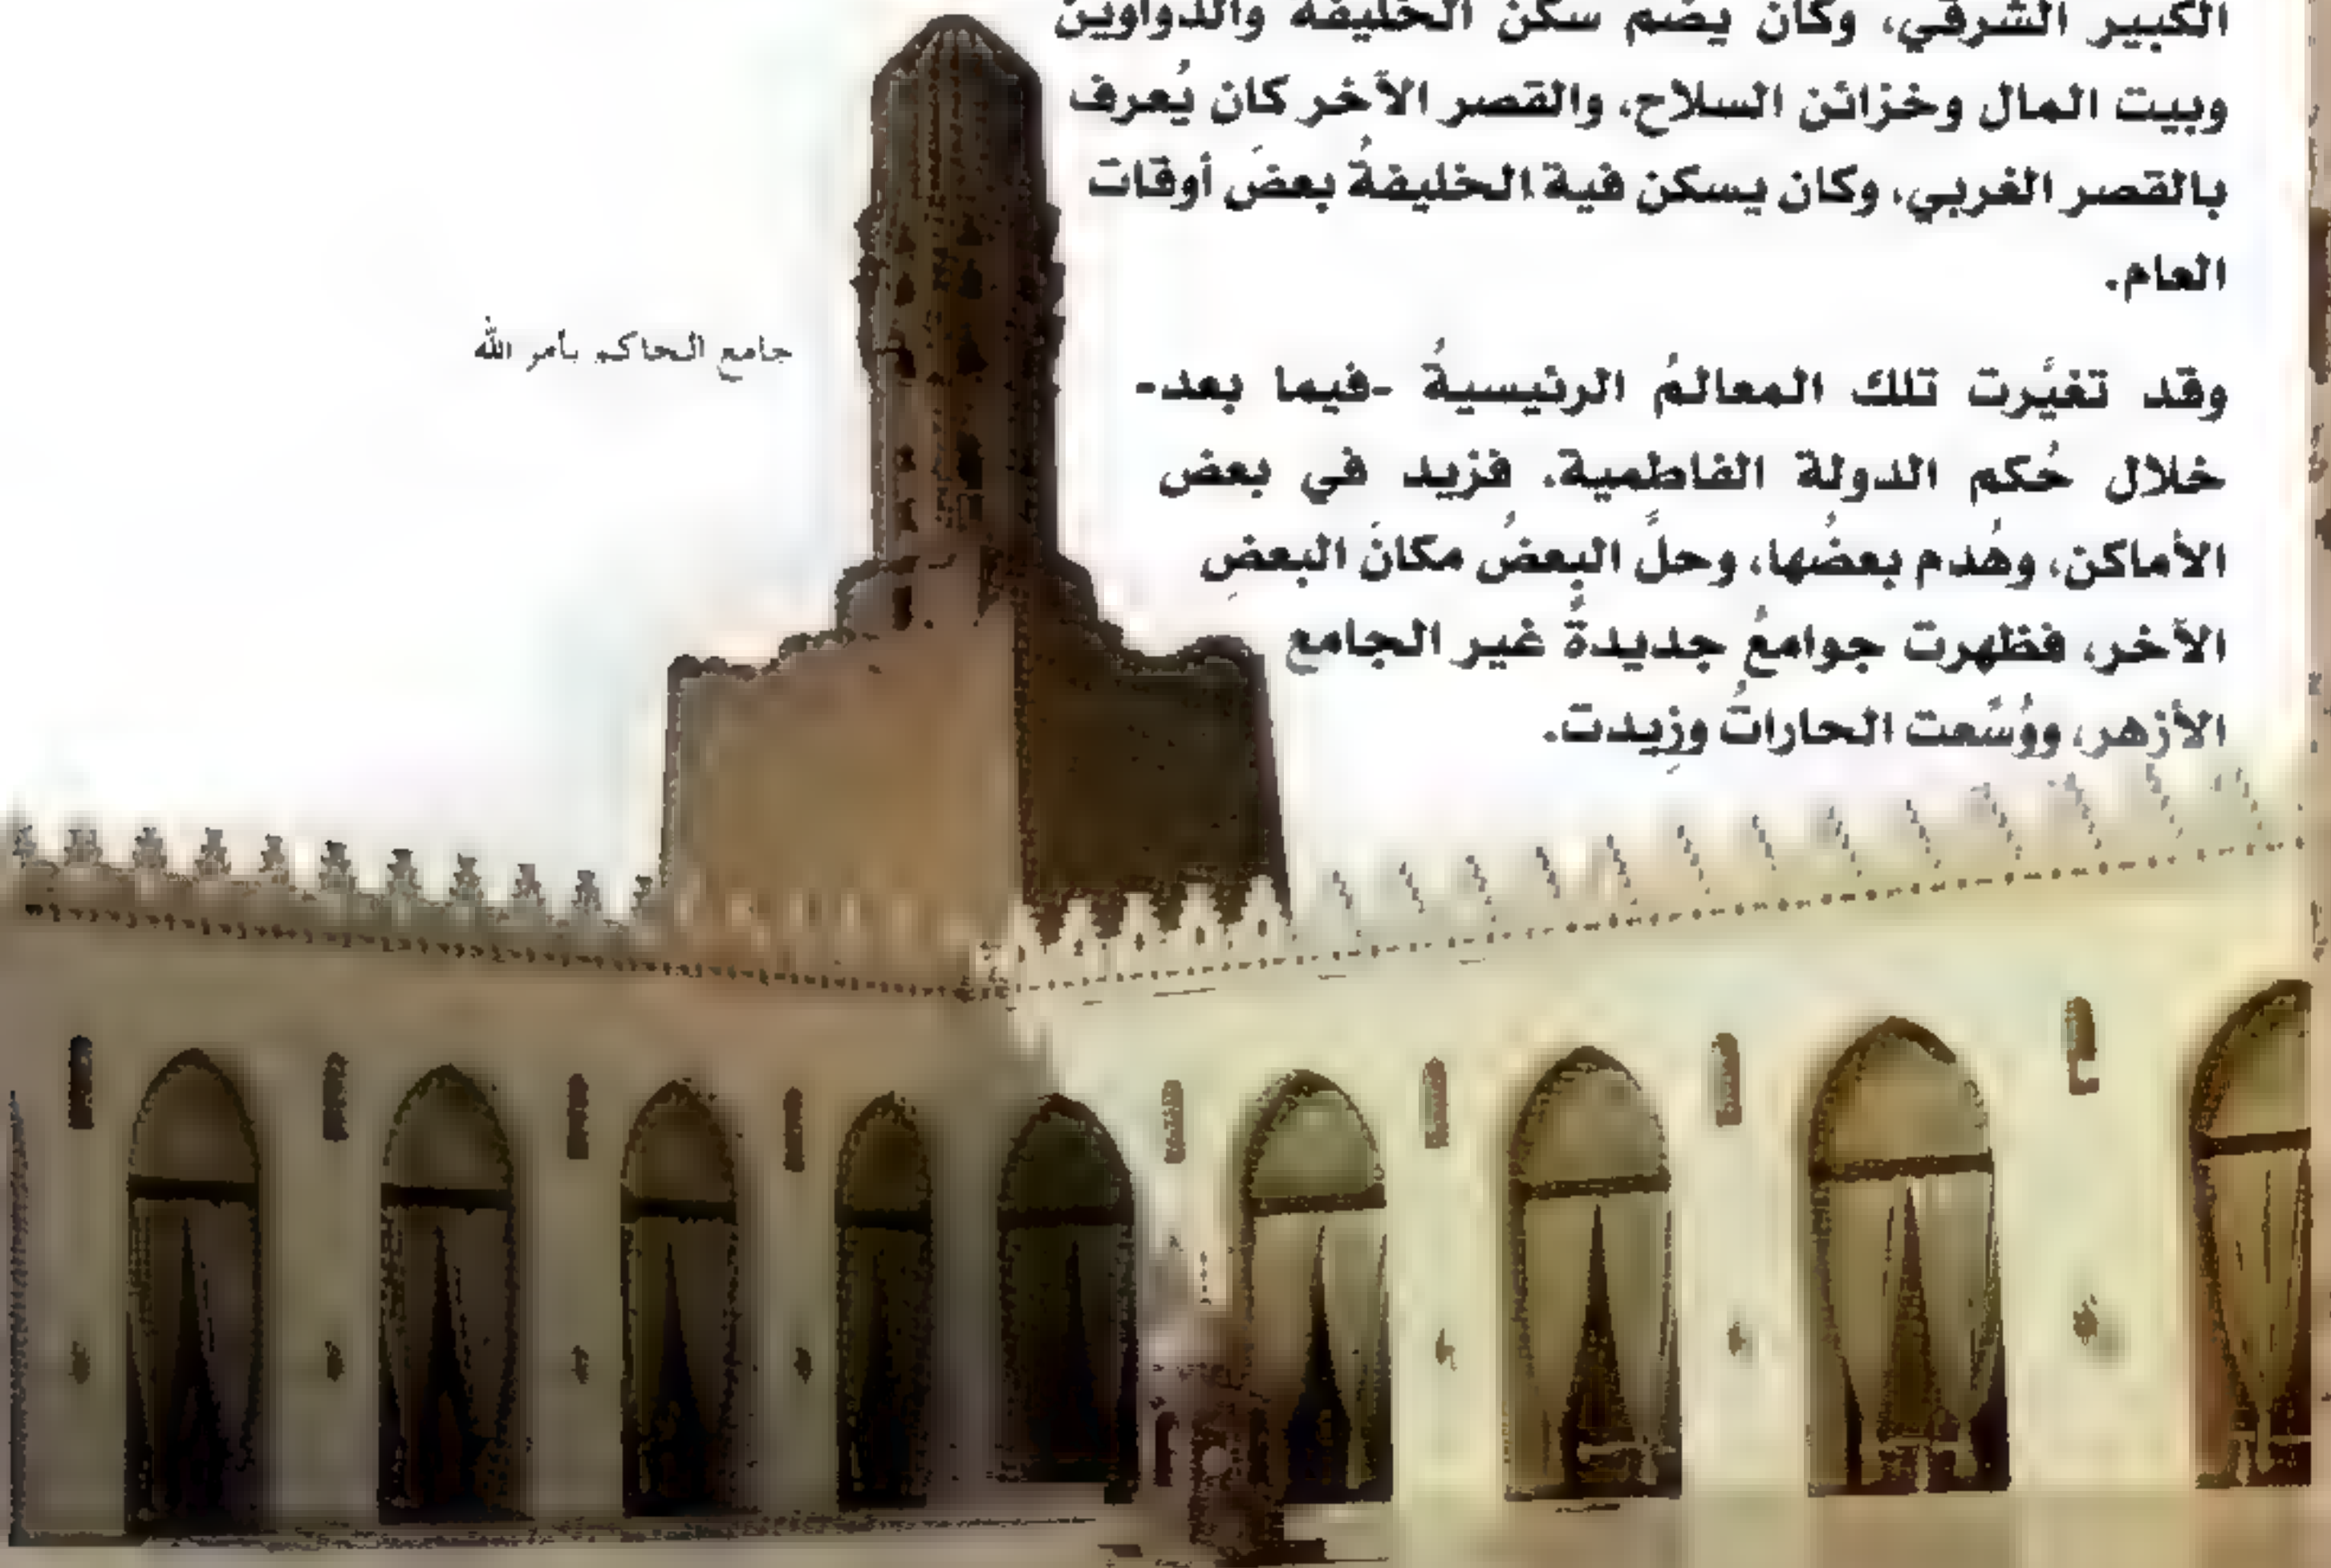 الكبير الشرقي، وكان يضم سكن الخليفة والدواوين
وبيت المال وخزائن السلاح، والقصر الآخر كان يُعرف
بالقصر الغربي، وكان يسكن فية الخليفةُ بعضَ أوقات
العام.
جامع الحاكم بأمر الله
وقد تغيَّرت تلك المعالمُ الرئيسيةُ -فيما بعد-
خلال حُكم الدولة الفاطمية، فزيد في بعض
الأماكن، وهُدم بعضُها، وحلَّ البعضُ مكانَ البعضِ
الآخر، فظهرت جوامعُ جديدةٌ غير الجامع
الأزهر، ووُسِّعت الحاراتُ وزِيدت.